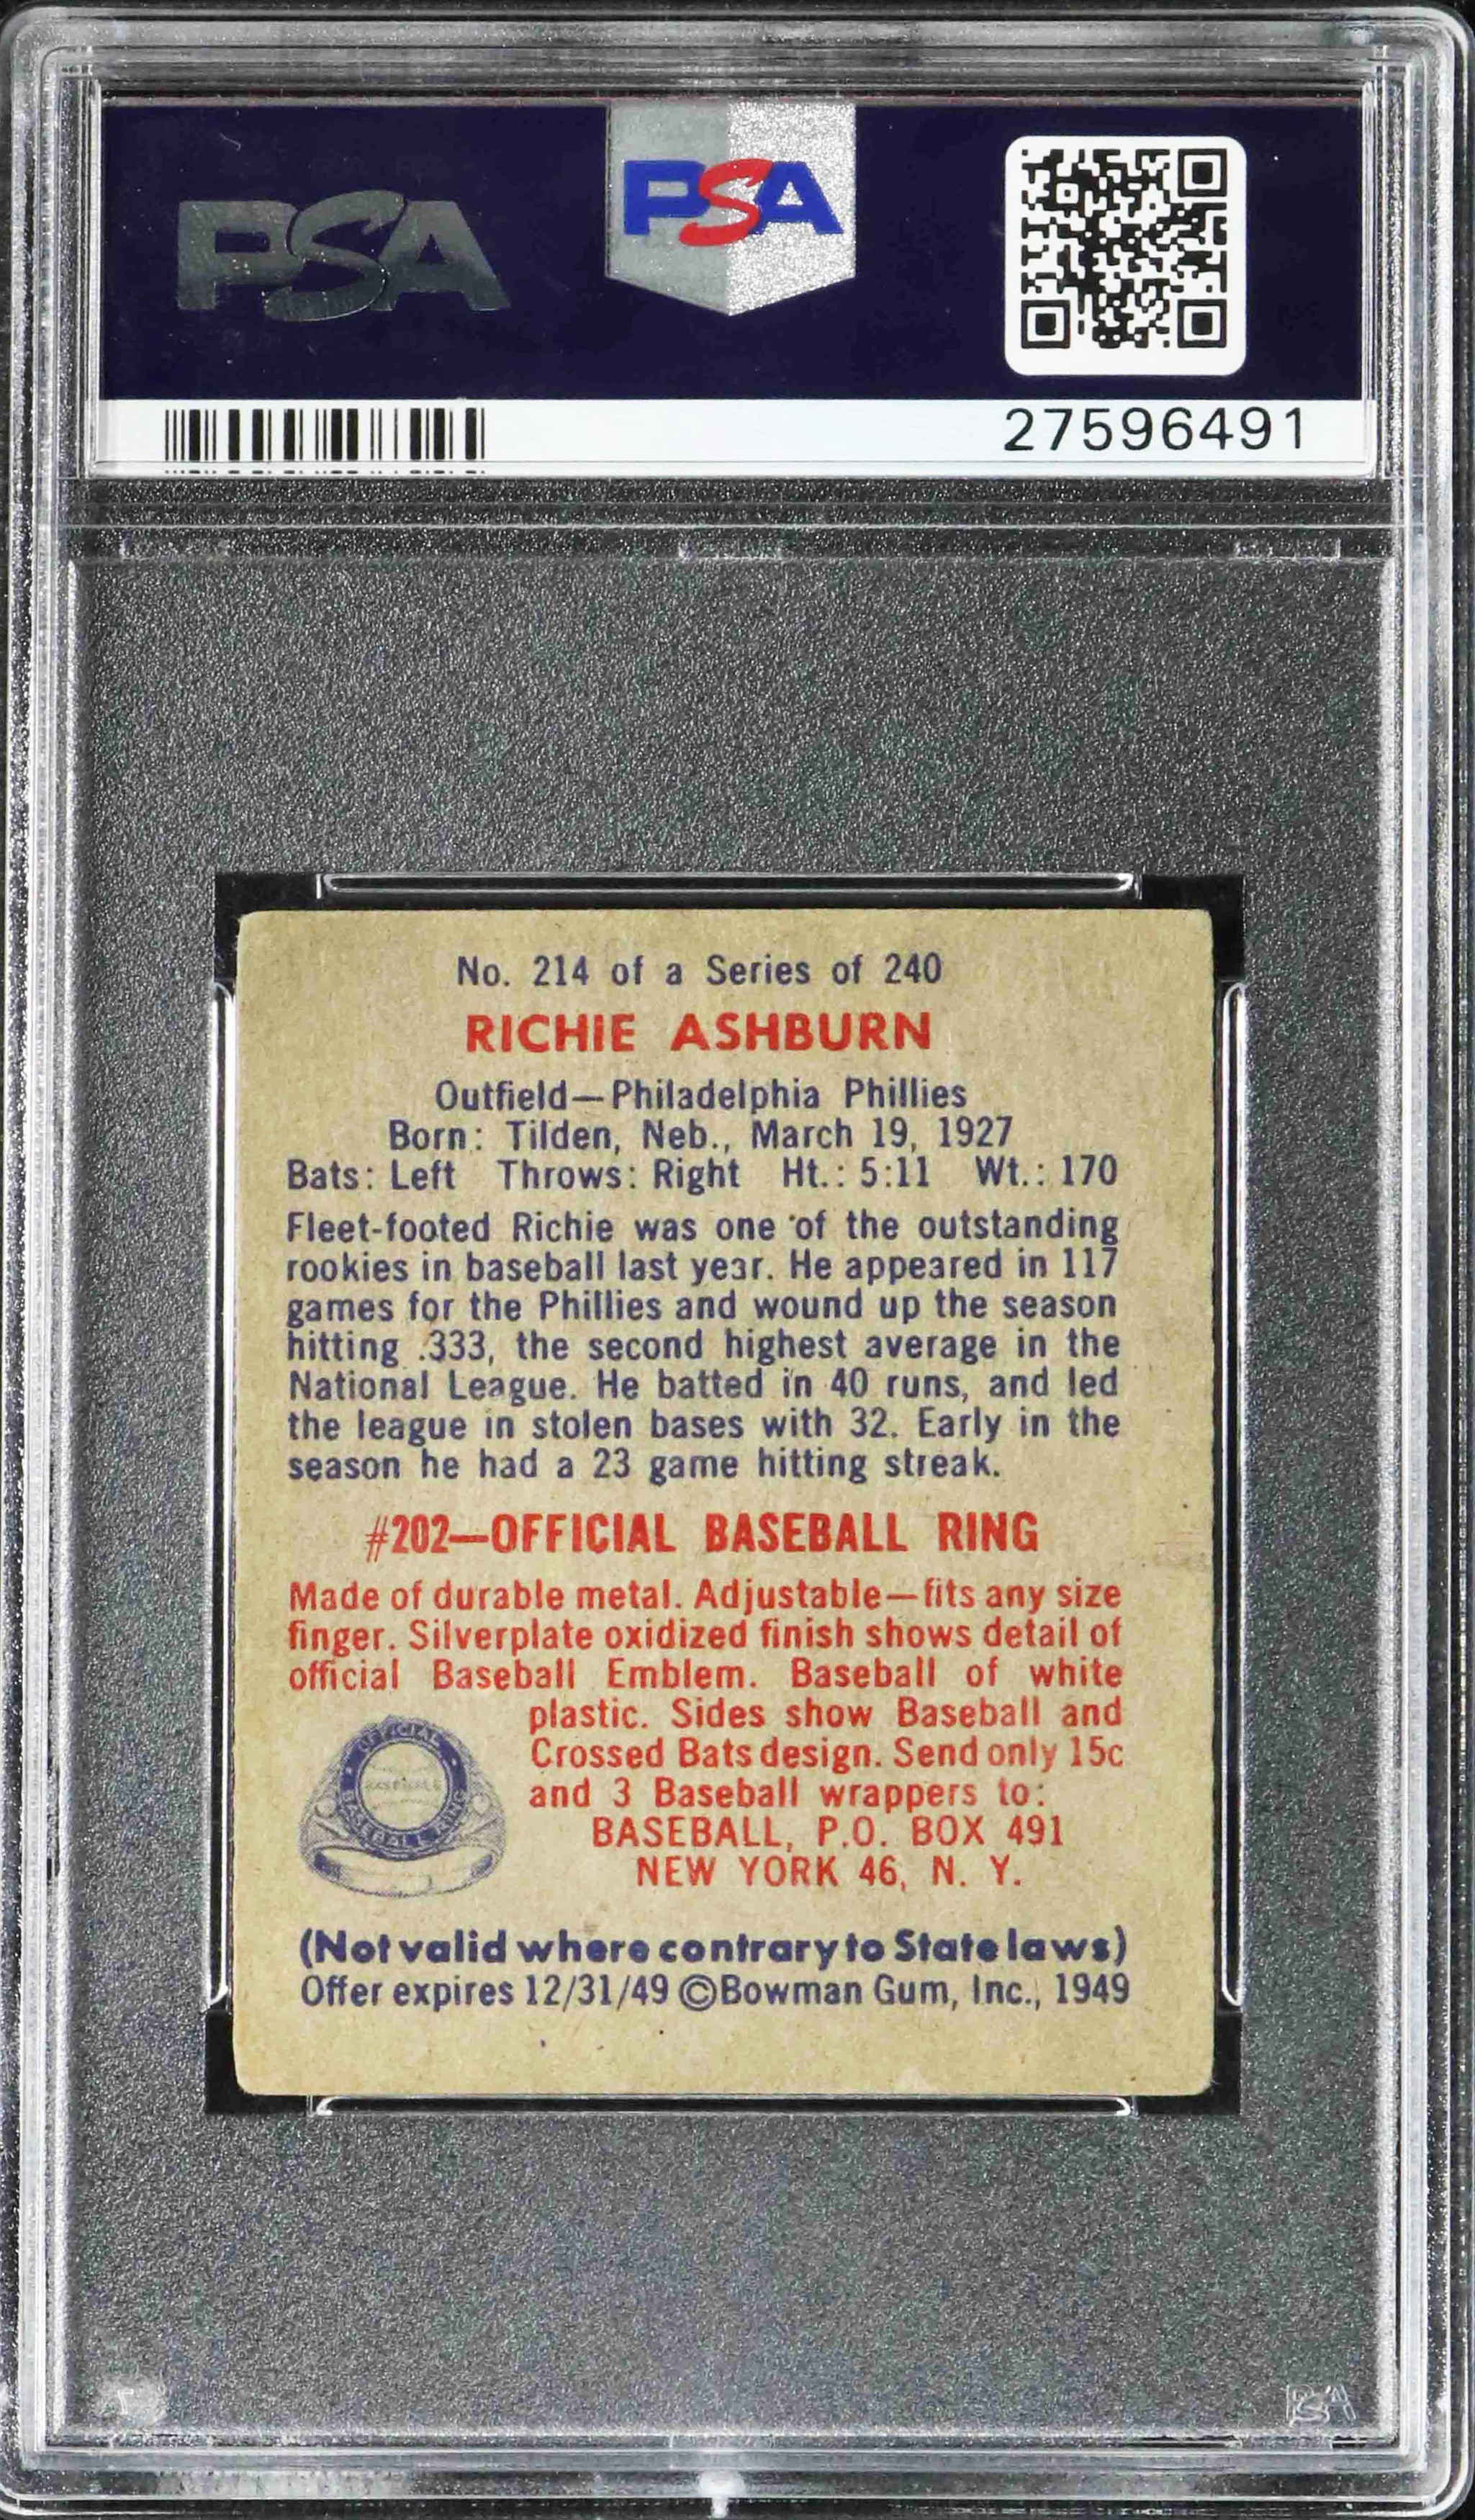 PSA
PSA
27596491
No. 214 of a Series of 240
RICHIE ASHBURN
Outfield—Philadelphia Phillies
Born: Tilden, Neb., March 19, 1927
Bats: Left Throws: Right Ht.: 5:11 Wt.: 170
Fleet-footed Richie was one of the outstanding
rookies in baseball last year. He appeared in 117
games for the Phillies and wound up the season
hitting .333, the second highest average in the
National League. He batted in 40 runs, and led
the league in stolen bases with 32. Early in the
season he had a 23 game hitting streak.
#202—OFFICIAL BASEBALL RING
Made of durable metal. Adjustable—fits any size
finger. Silverplate oxidized finish shows detail of
official Baseball Emblem. Baseball of white
plastic. Sides show Baseball and
Crossed Bats design. Send only 15c
and 3 Baseball wrappers to:
BASEBALL, P.O. BOX 491
NEW YORK 46, N. Y.
OFFICIAL
BASEBALL
BASEBALL RING
(Not valid where contrary to State laws)
Offer expires 12/31/49 ©Bowman Gum, Inc., 1949
PSA